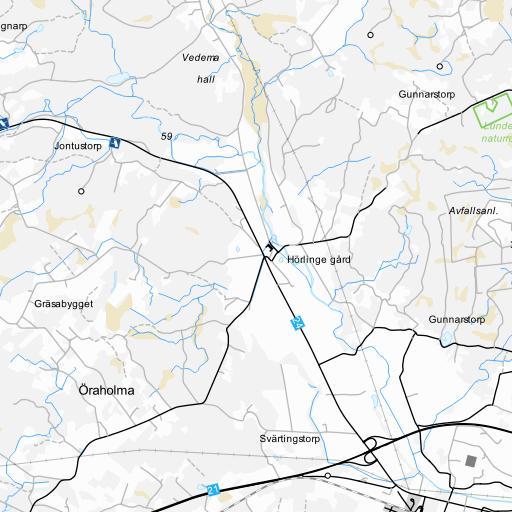 gnarp
Vedema
hall
Gunnarstorp
Lunde
naturr
59
Jontustorp
Avfallsanl.
Hörlinge gård
Gräsabygget
Gunnarstorp
Öraholma
Svärtingstorp
21